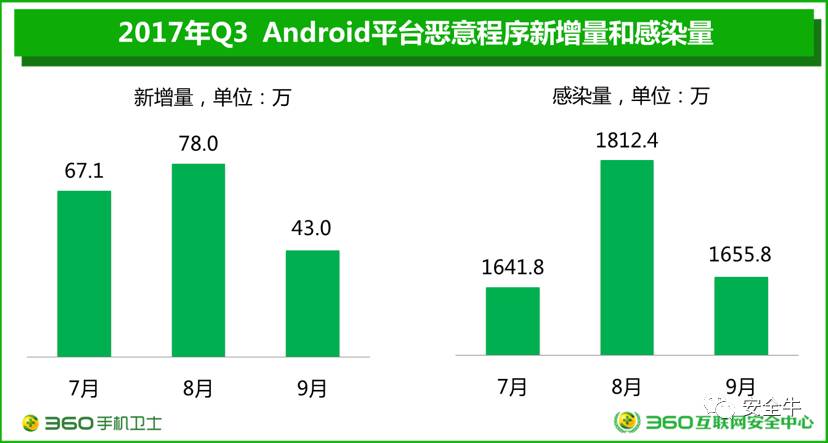 2017年Q3 Android平台恶意程序新增量和感染量
新增量，单位：万
67.1
78.0
43.0
7月
8月
9月
感染量，单位：万
1641.8
1812.4
1655.8
7月
8月
9月
360手机卫士
安全牛
360互联网安全中心